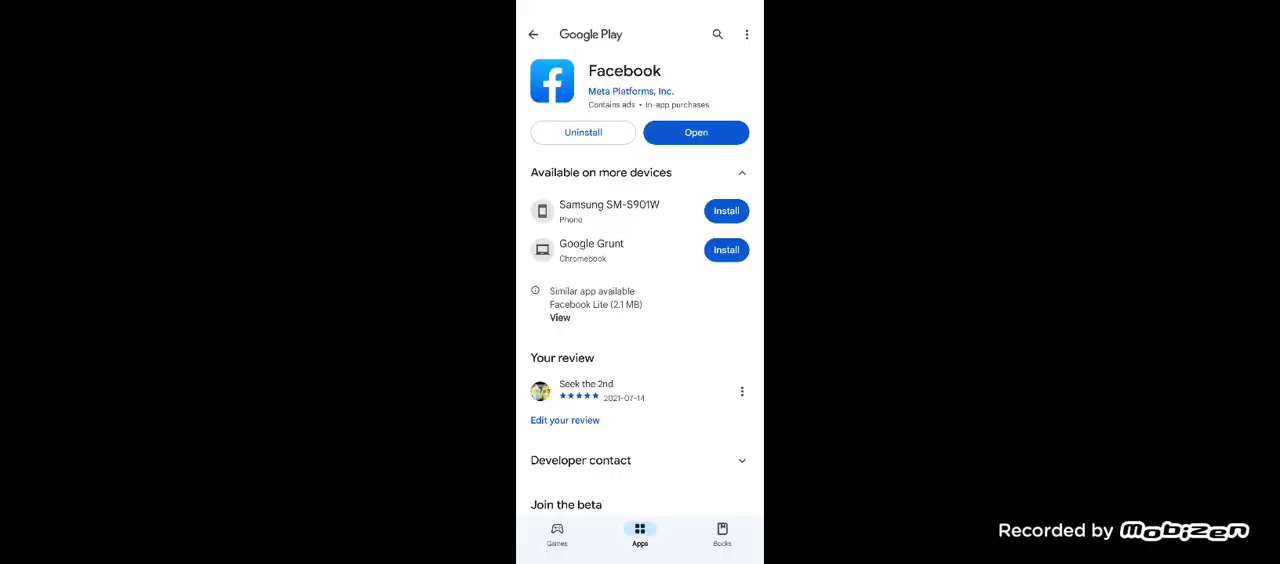 Google Play
Facebook
Meta Platforms, Inc.
Contains ads • In-app purchases
Uninstall
Open
Available on more devices
Samsung SM-S901W
Phone
Install
Google Grunt
Chromebook
Install
Similar app available
Facebook Lite (2.1 MB)
View
Your review
Seek the 2nd
2021-07-14
Edit your review
Developer contact
Join the beta
Games
Apps
Books
Recorded by mobizen